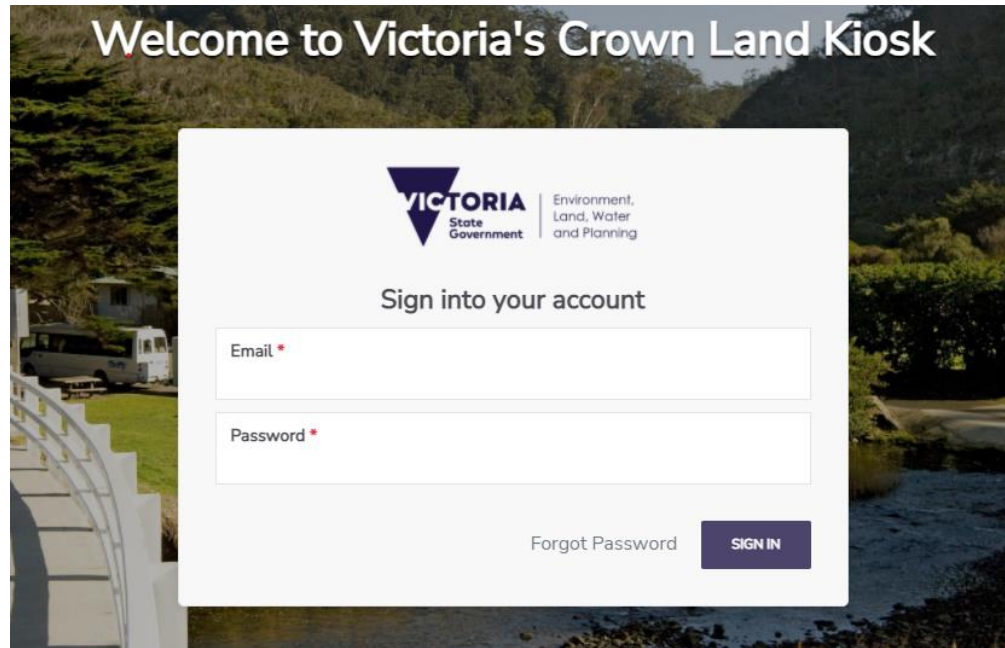 Welcome to Victoria's Crown Land Kiosk
VICTORIA
State
Government
Environment,
Land, Water
and Planning
Sign into your account
Email *
Password *
Forgot Password
SIGN IN